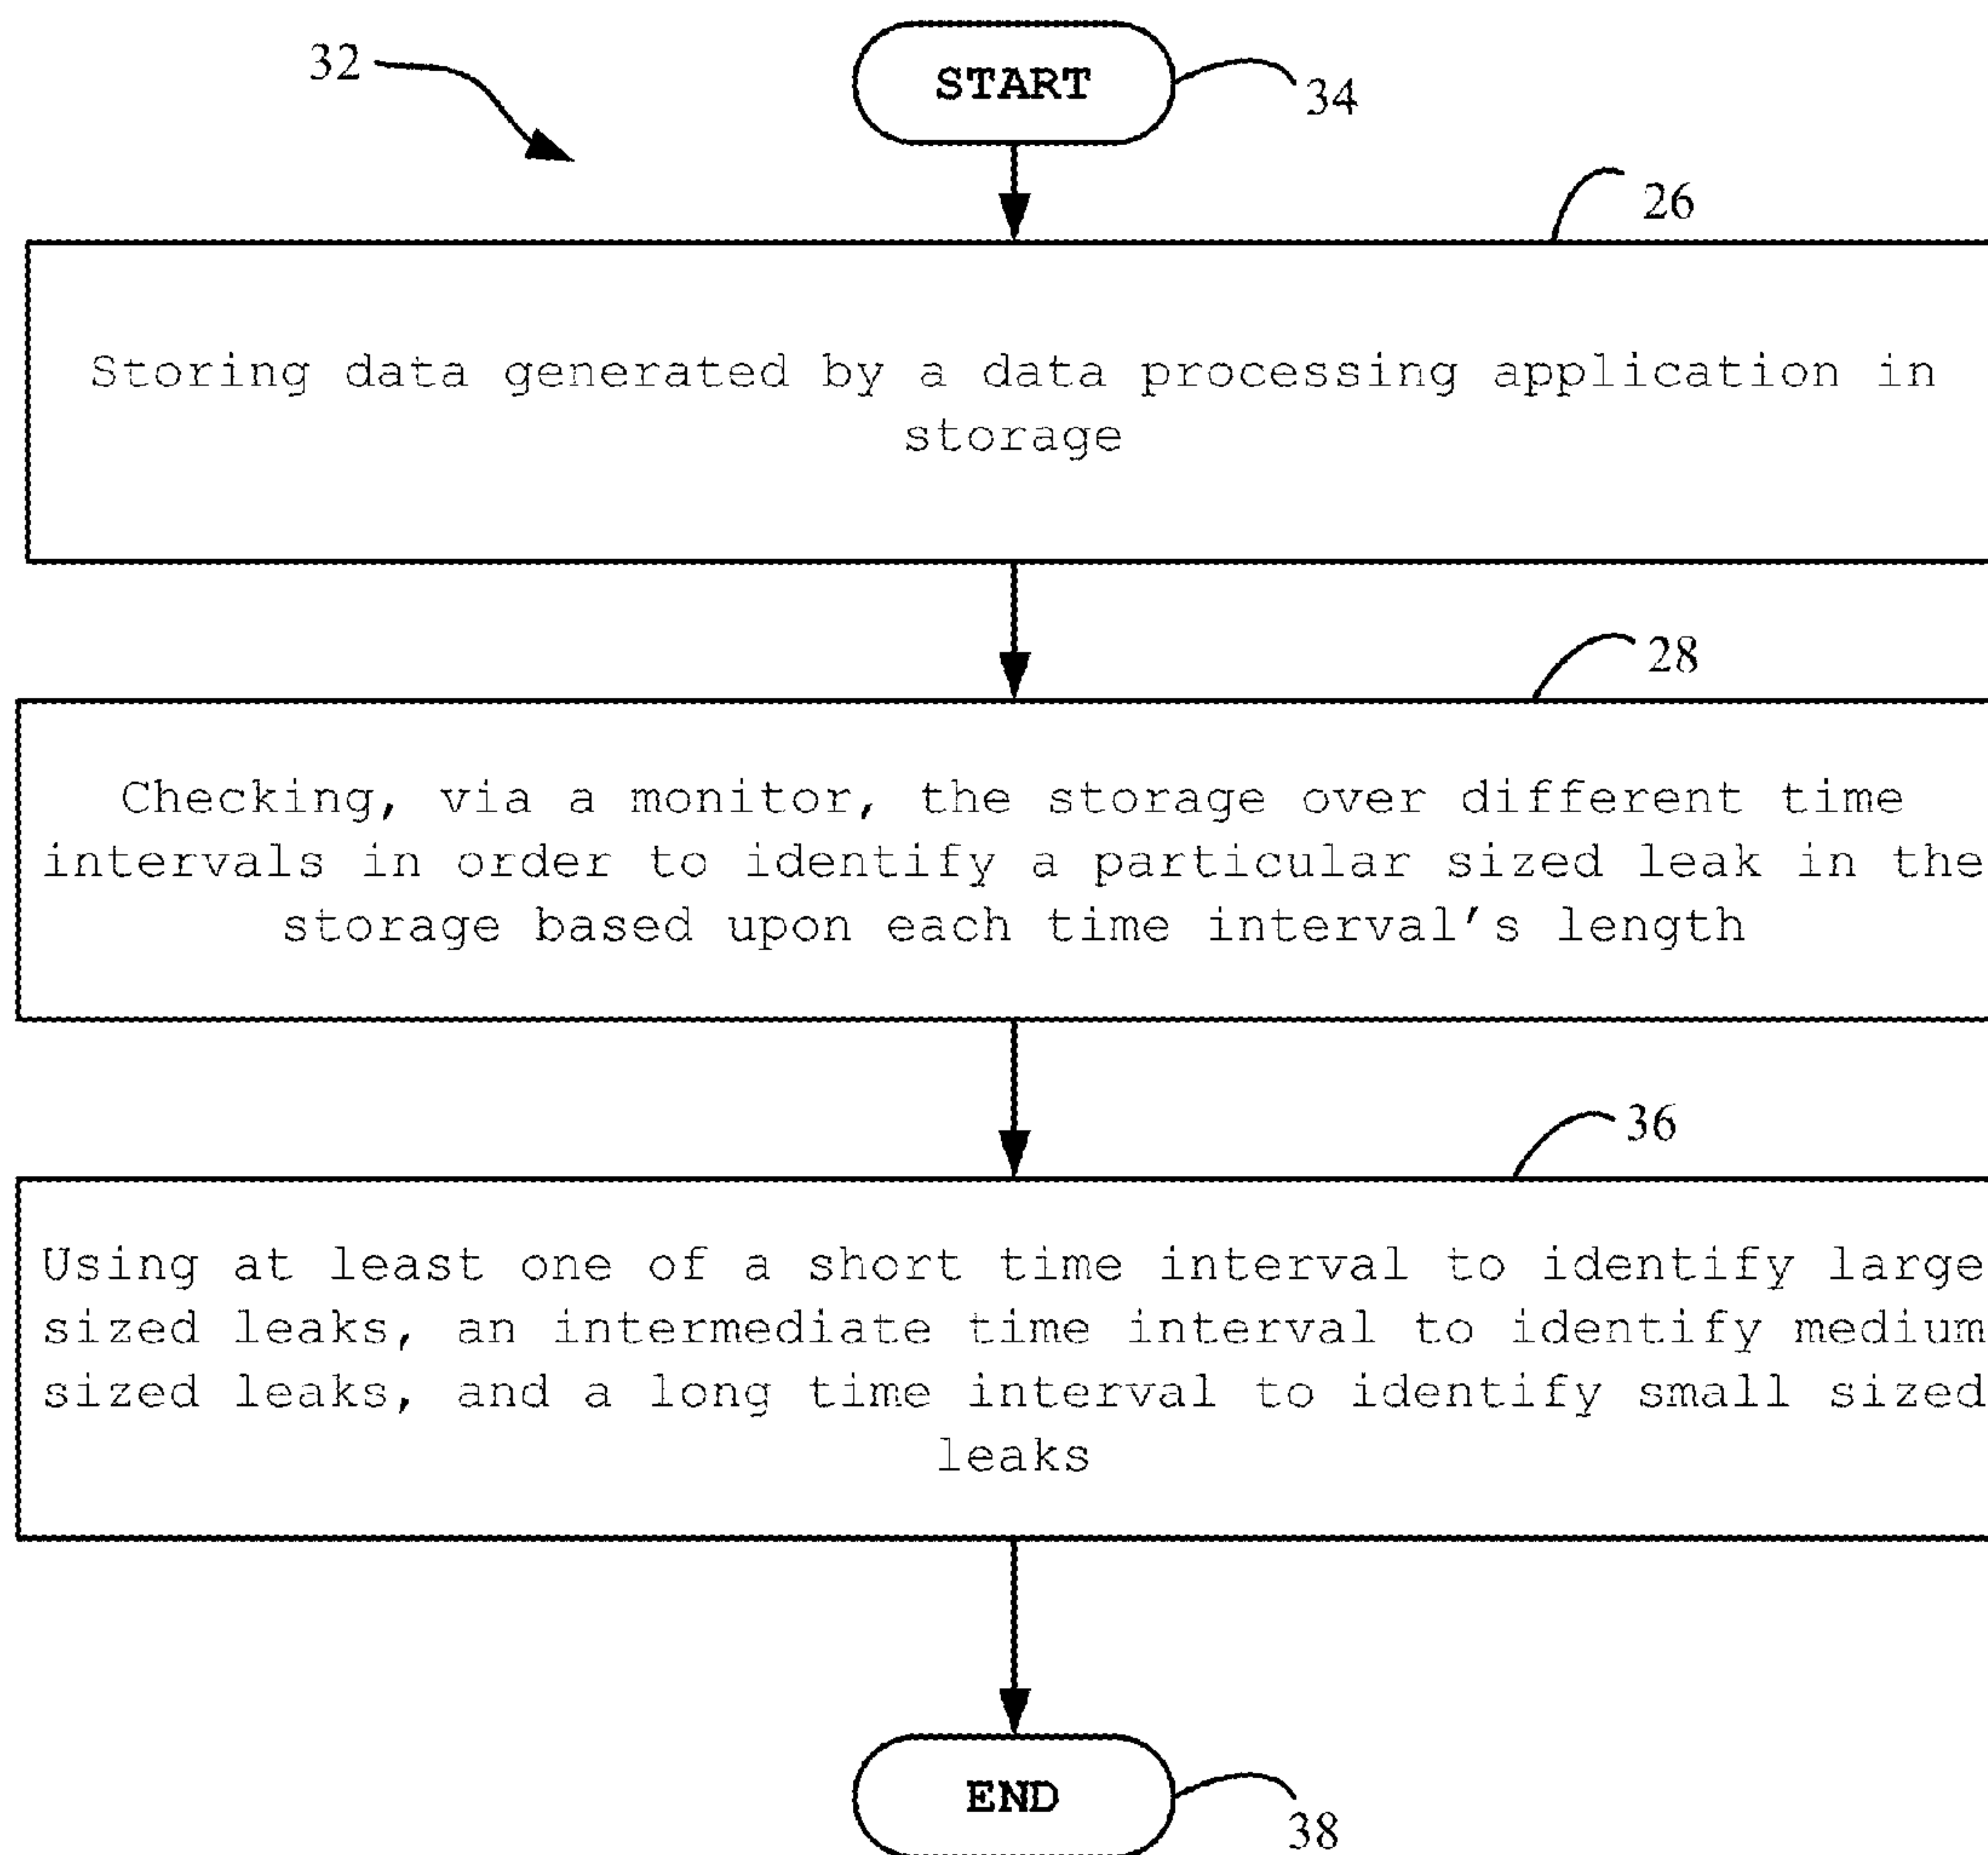 32
START
34
26
Storing data generated by a data processing application in
storage
28
Checking, via a monitor, the storage over different time
intervals in order to identify a particular sized leak in the
storage based upon each time interval's length
36
Using at least one of a short time interval to identify large
sized leaks, an intermediate time interval to identify medium
sized leaks, and a long time interval to identify small sized
leaks
END
38